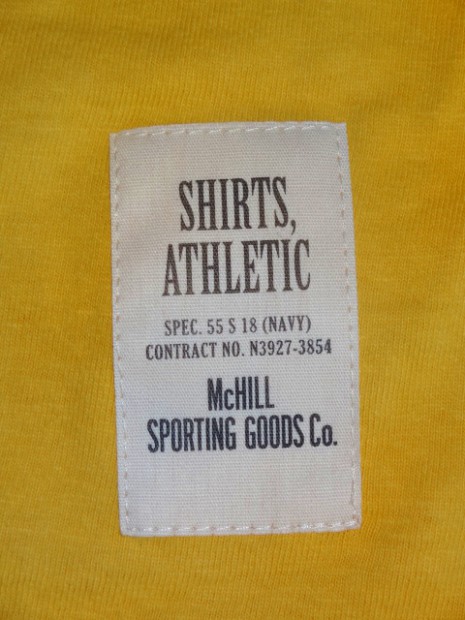 SHIRTS,
ATHLETIC
SPEC. 55 S 18 (NAVY)
CONTRACT NO. N3927-3854
McHILL
SPORTING GOODS Co.